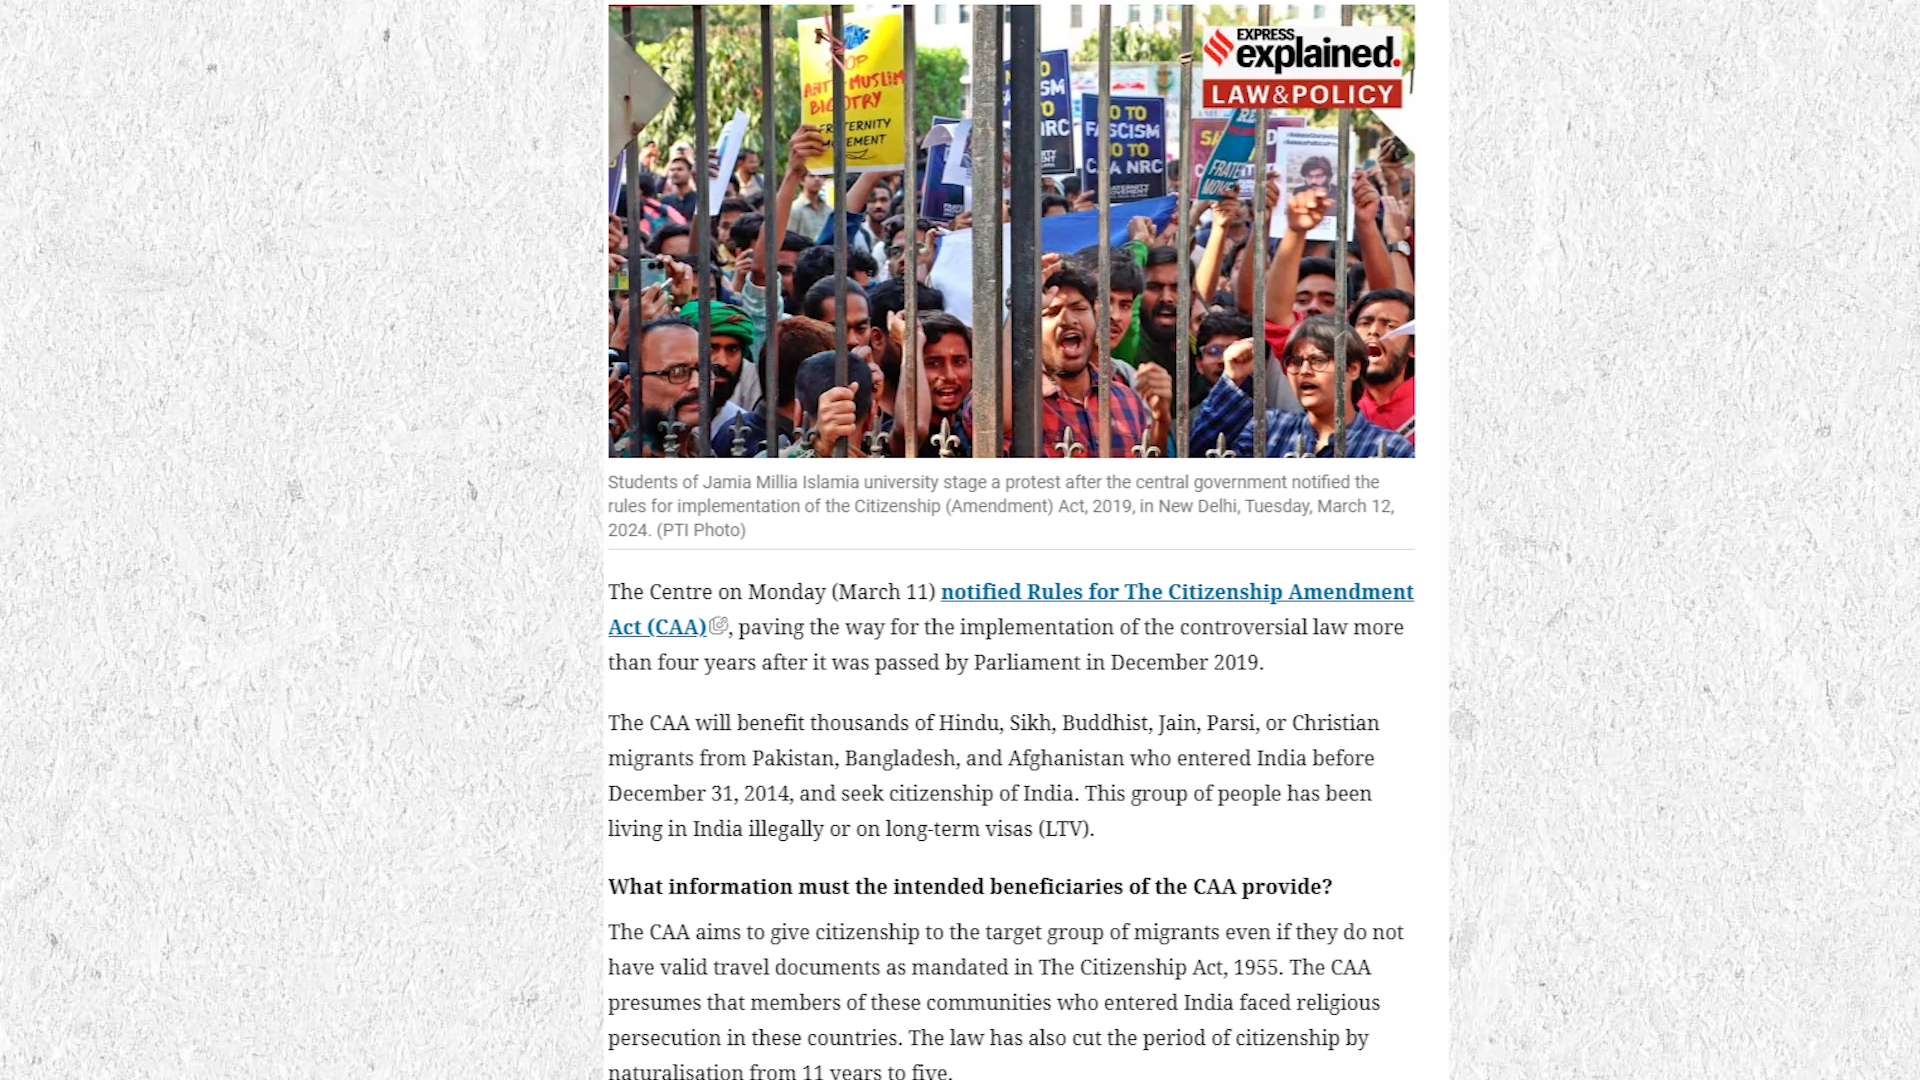 EXPRESS
explained.
LAW&POLICY
STOP
ANTI MUSLIM
BIGOTRY
FRATERNITY
MOVEMENT
NO TO
FASCISM
NO TO
CAA NRC
FRATERNITY
MOVEMENT
Students of Jamia Millia Islamia university stage a protest after the central government notified the
rules for implementation of the Citizenship (Amendment) Act, 2019, in New Delhi, Tuesday, March 12,
2024. (PTI Photo)
The Centre on Monday (March 11) notified Rules for The Citizenship Amendment
Act (CAA), paving the way for the implementation of the controversial law more
than four years after it was passed by Parliament in December 2019.
The CAA will benefit thousands of Hindu, Sikh, Buddhist, Jain, Parsi, or Christian
migrants from Pakistan, Bangladesh, and Afghanistan who entered India before
December 31, 2014, and seek citizenship of India. This group of people has been
living in India illegally or on long-term visas (LTV).
What information must the intended beneficiaries of the CAA provide?
The CAA aims to give citizenship to the target group of migrants even if they do not
have valid travel documents as mandated in The Citizenship Act, 1955. The CAA
presumes that members of these communities who entered India faced religious
persecution in these countries. The law has also cut the period of citizenship by
naturalisation from 11 years to five.